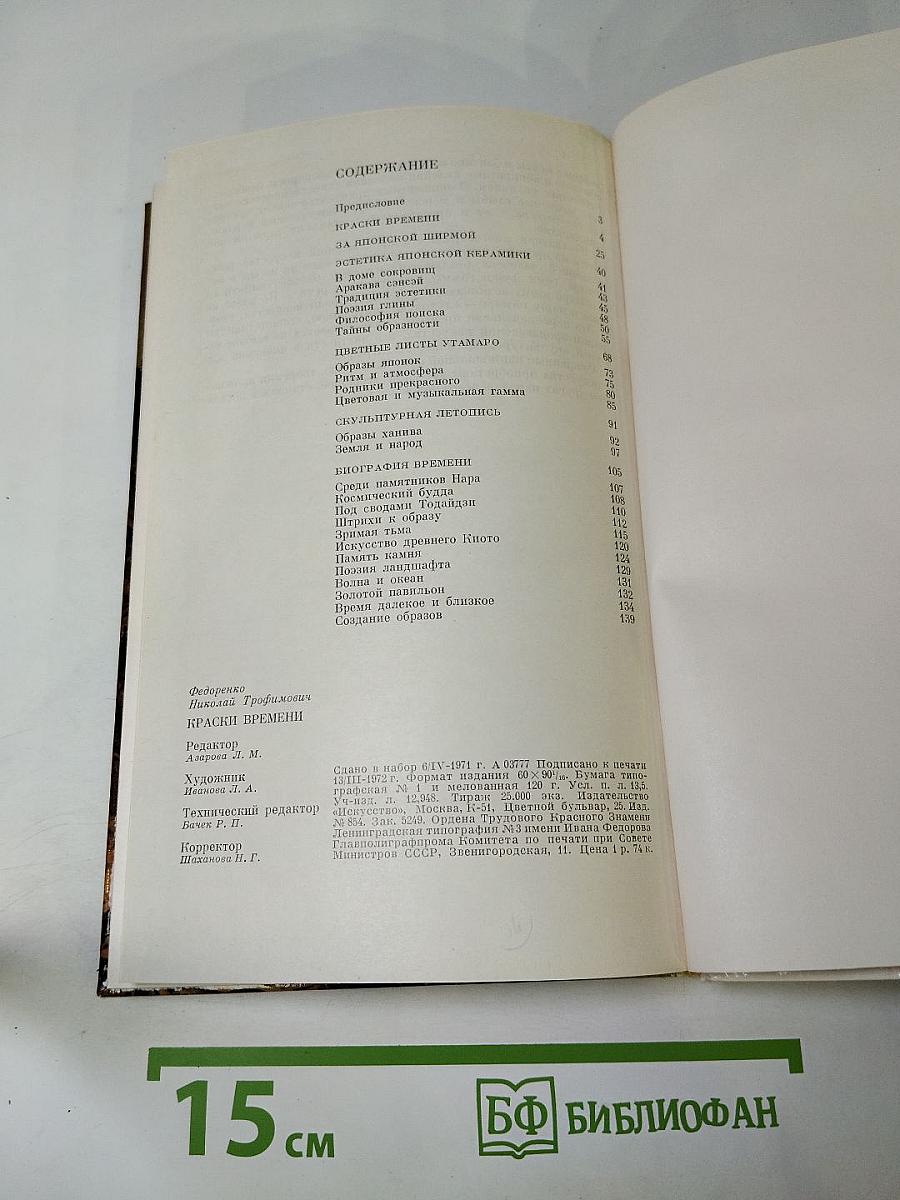 СОДЕРЖАНИЕ
Предисловие 3
КРАСКИ ВРЕМЕНИ 4
ЗА ЯПОНСКОЙ ШИРМОЙ 25
ЭСТЕТИКА ЯПОНСКОЙ КЕРАМИКИ 40
В доме сокровищ 41
Аракава сэнсэй 43
Традиция эстетики 45
Поэзия глины 48
Философия поиска 50
Тайны образности 55
ЦВЕТНЫЕ ЛИСТЫ УТАМАРО 68
Образы японок 73
Ритм и атмосфера 75
Родники прекрасного 80
Цветовая и музыкальная гамма 85
СКУЛЬПТУРНАЯ ЛЕТОПИСЬ 91
Образы ханива 92
Земля и народ 97
БИОГРАФИЯ ВРЕМЕНИ 105
Среди памятников Нара 107
Космический будда 108
Под сводами Тодайдзи 110
Штрихи к образу 112
Зримая тьма 115
Искусство древнего Киото 120
Память камня 124
Поэзия ландшафта 129
Волна и океан 131
Золотой павильон 132
Время далекое и близкое 134
Создание образов 139
Федоренко
Николай Трофимович
КРАСКИ ВРЕМЕНИ
Редактор
Азарова Л. М.
Художник
Иванова Л. А.
Технический редактор
Бачек Р. П.
Корректор
Шаханова Н. Г.
Сдано в набор 6/IV-1971 г. А 03777 Подписано к печати
13/III-1972 г. Формат издания 60×90¹/₁₆. Бумага типо-
графская № 1 и мелованная 120 г. Усл. п. л. 13,5.
Уч-изд. л. 12,948. Тираж 25.000 экз. Издательство
«Искусство», Москва, К-51, Цветной бульвар, 25. Изд.
№ 854. Зак. 5249. Ордена Трудового Красного Знамени
Ленинградская типография №3 имени Ивана Федорова
Главполиграфпрома Комитета по печати при Совете
Министров СССР, Звенигородская, 11. Цена 1 р. 74 к.
15 см
БФ БИБЛИОФАН